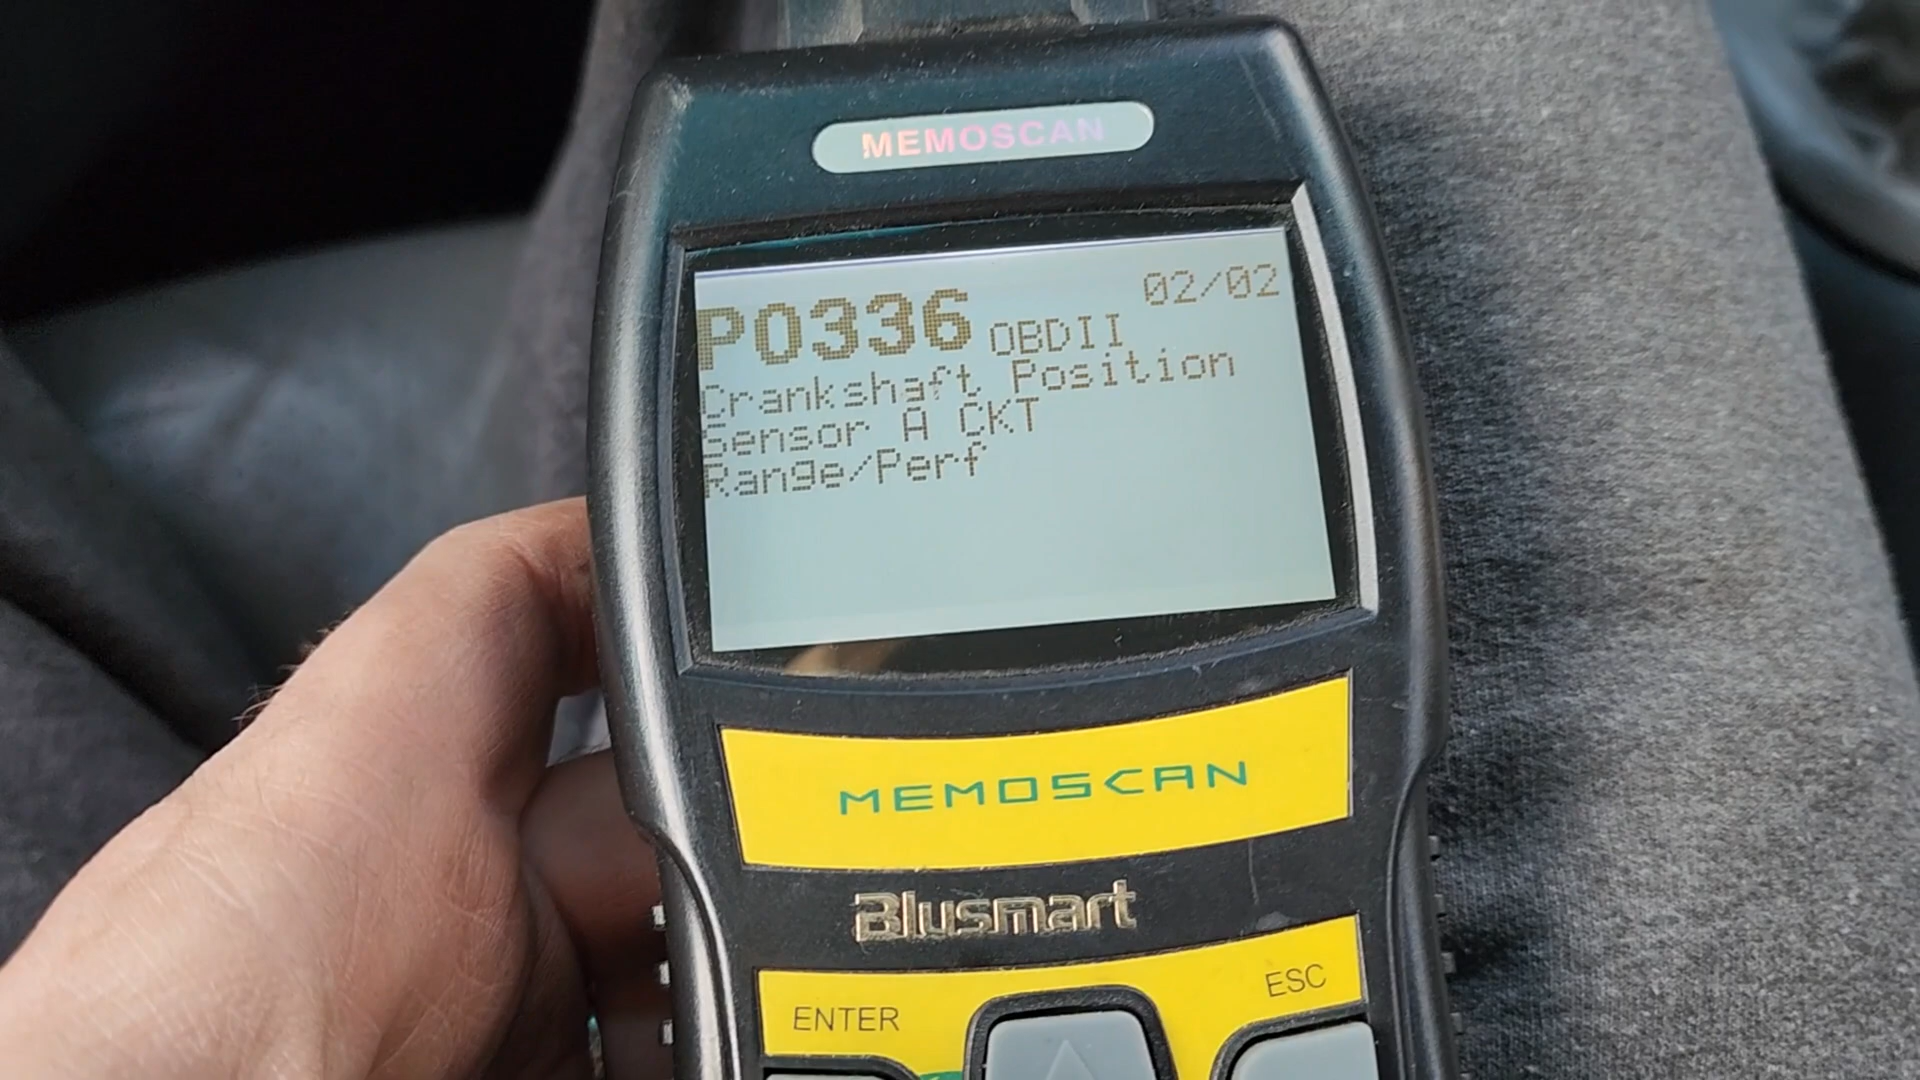 MEMOSCAN
02/02
P0336 OBDII
Crankshaft Position
Sensor A CKT
Range/Perf
MEMOSCAN
Blusmart
ENTER
ESC